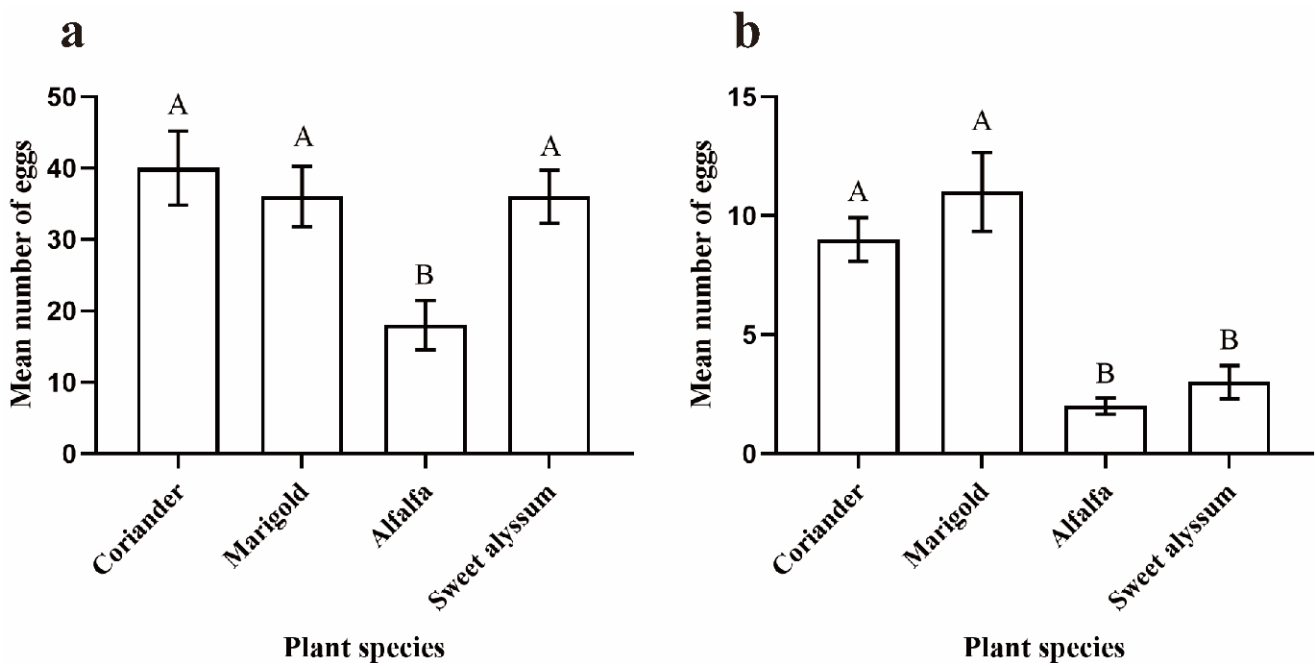 a
50
40
30
20
10
0
Mean number of eggs
A
A
B
A
Coriander
Marigold
Alfalfa
Sweet alyssum
Plant species
b
15
10
5
0
Mean number of eggs
A
A
B
B
Coriander
Marigold
Alfalfa
Sweet alyssum
Plant species